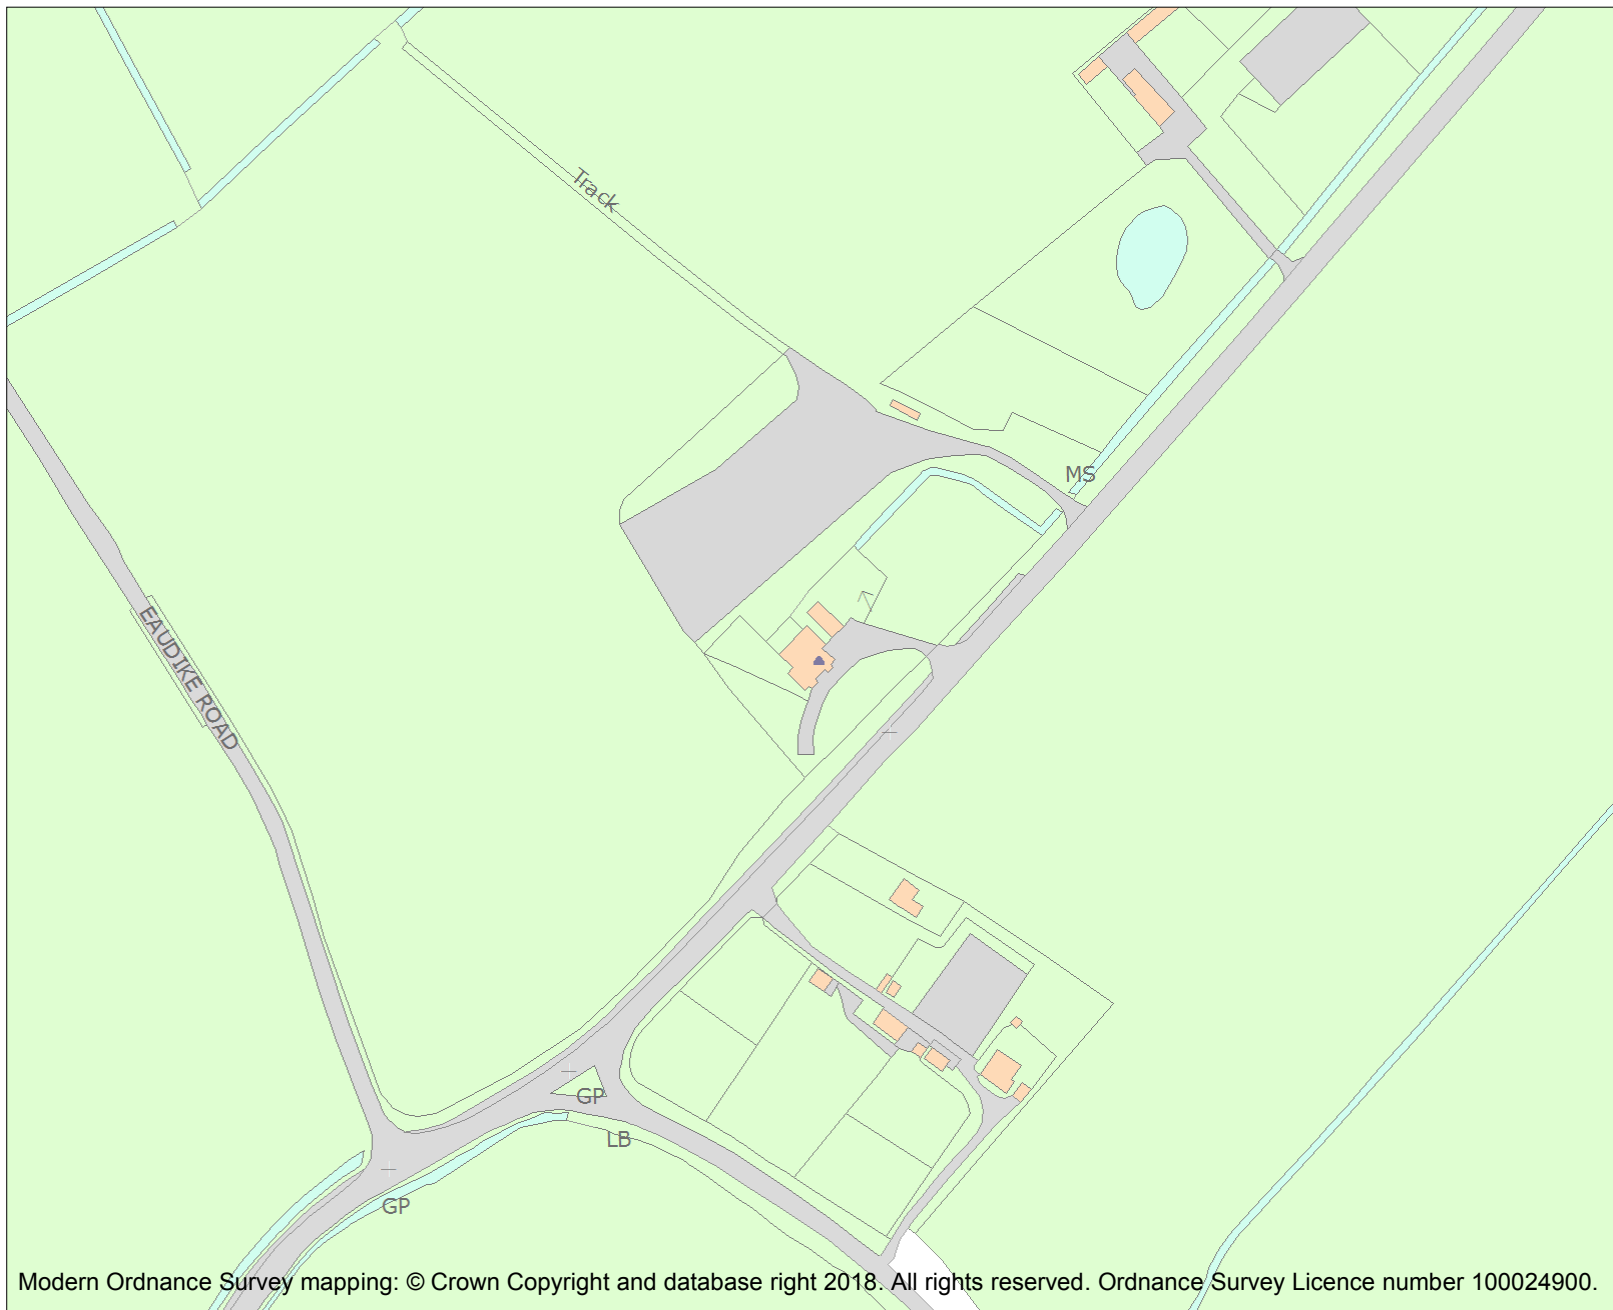 Track
MS
EAUDIKE ROAD
GP
LB
GP
Modern Ordnance Survey mapping: © Crown Copyright and database right 2018. All rights reserved. Ordnance Survey Licence number 100024900.